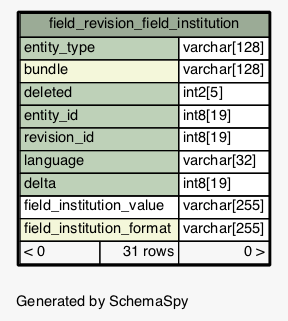 field_revision_field_institution
entity_type varchar[128]
bundle varchar[128]
deleted int2[5]
entity_id int8[19]
revision_id int8[19]
language varchar[32]
delta int8[19]
field_institution_value varchar[255]
field_institution_format varchar[255]
< 0 31 rows 0 >
Generated by SchemaSpy